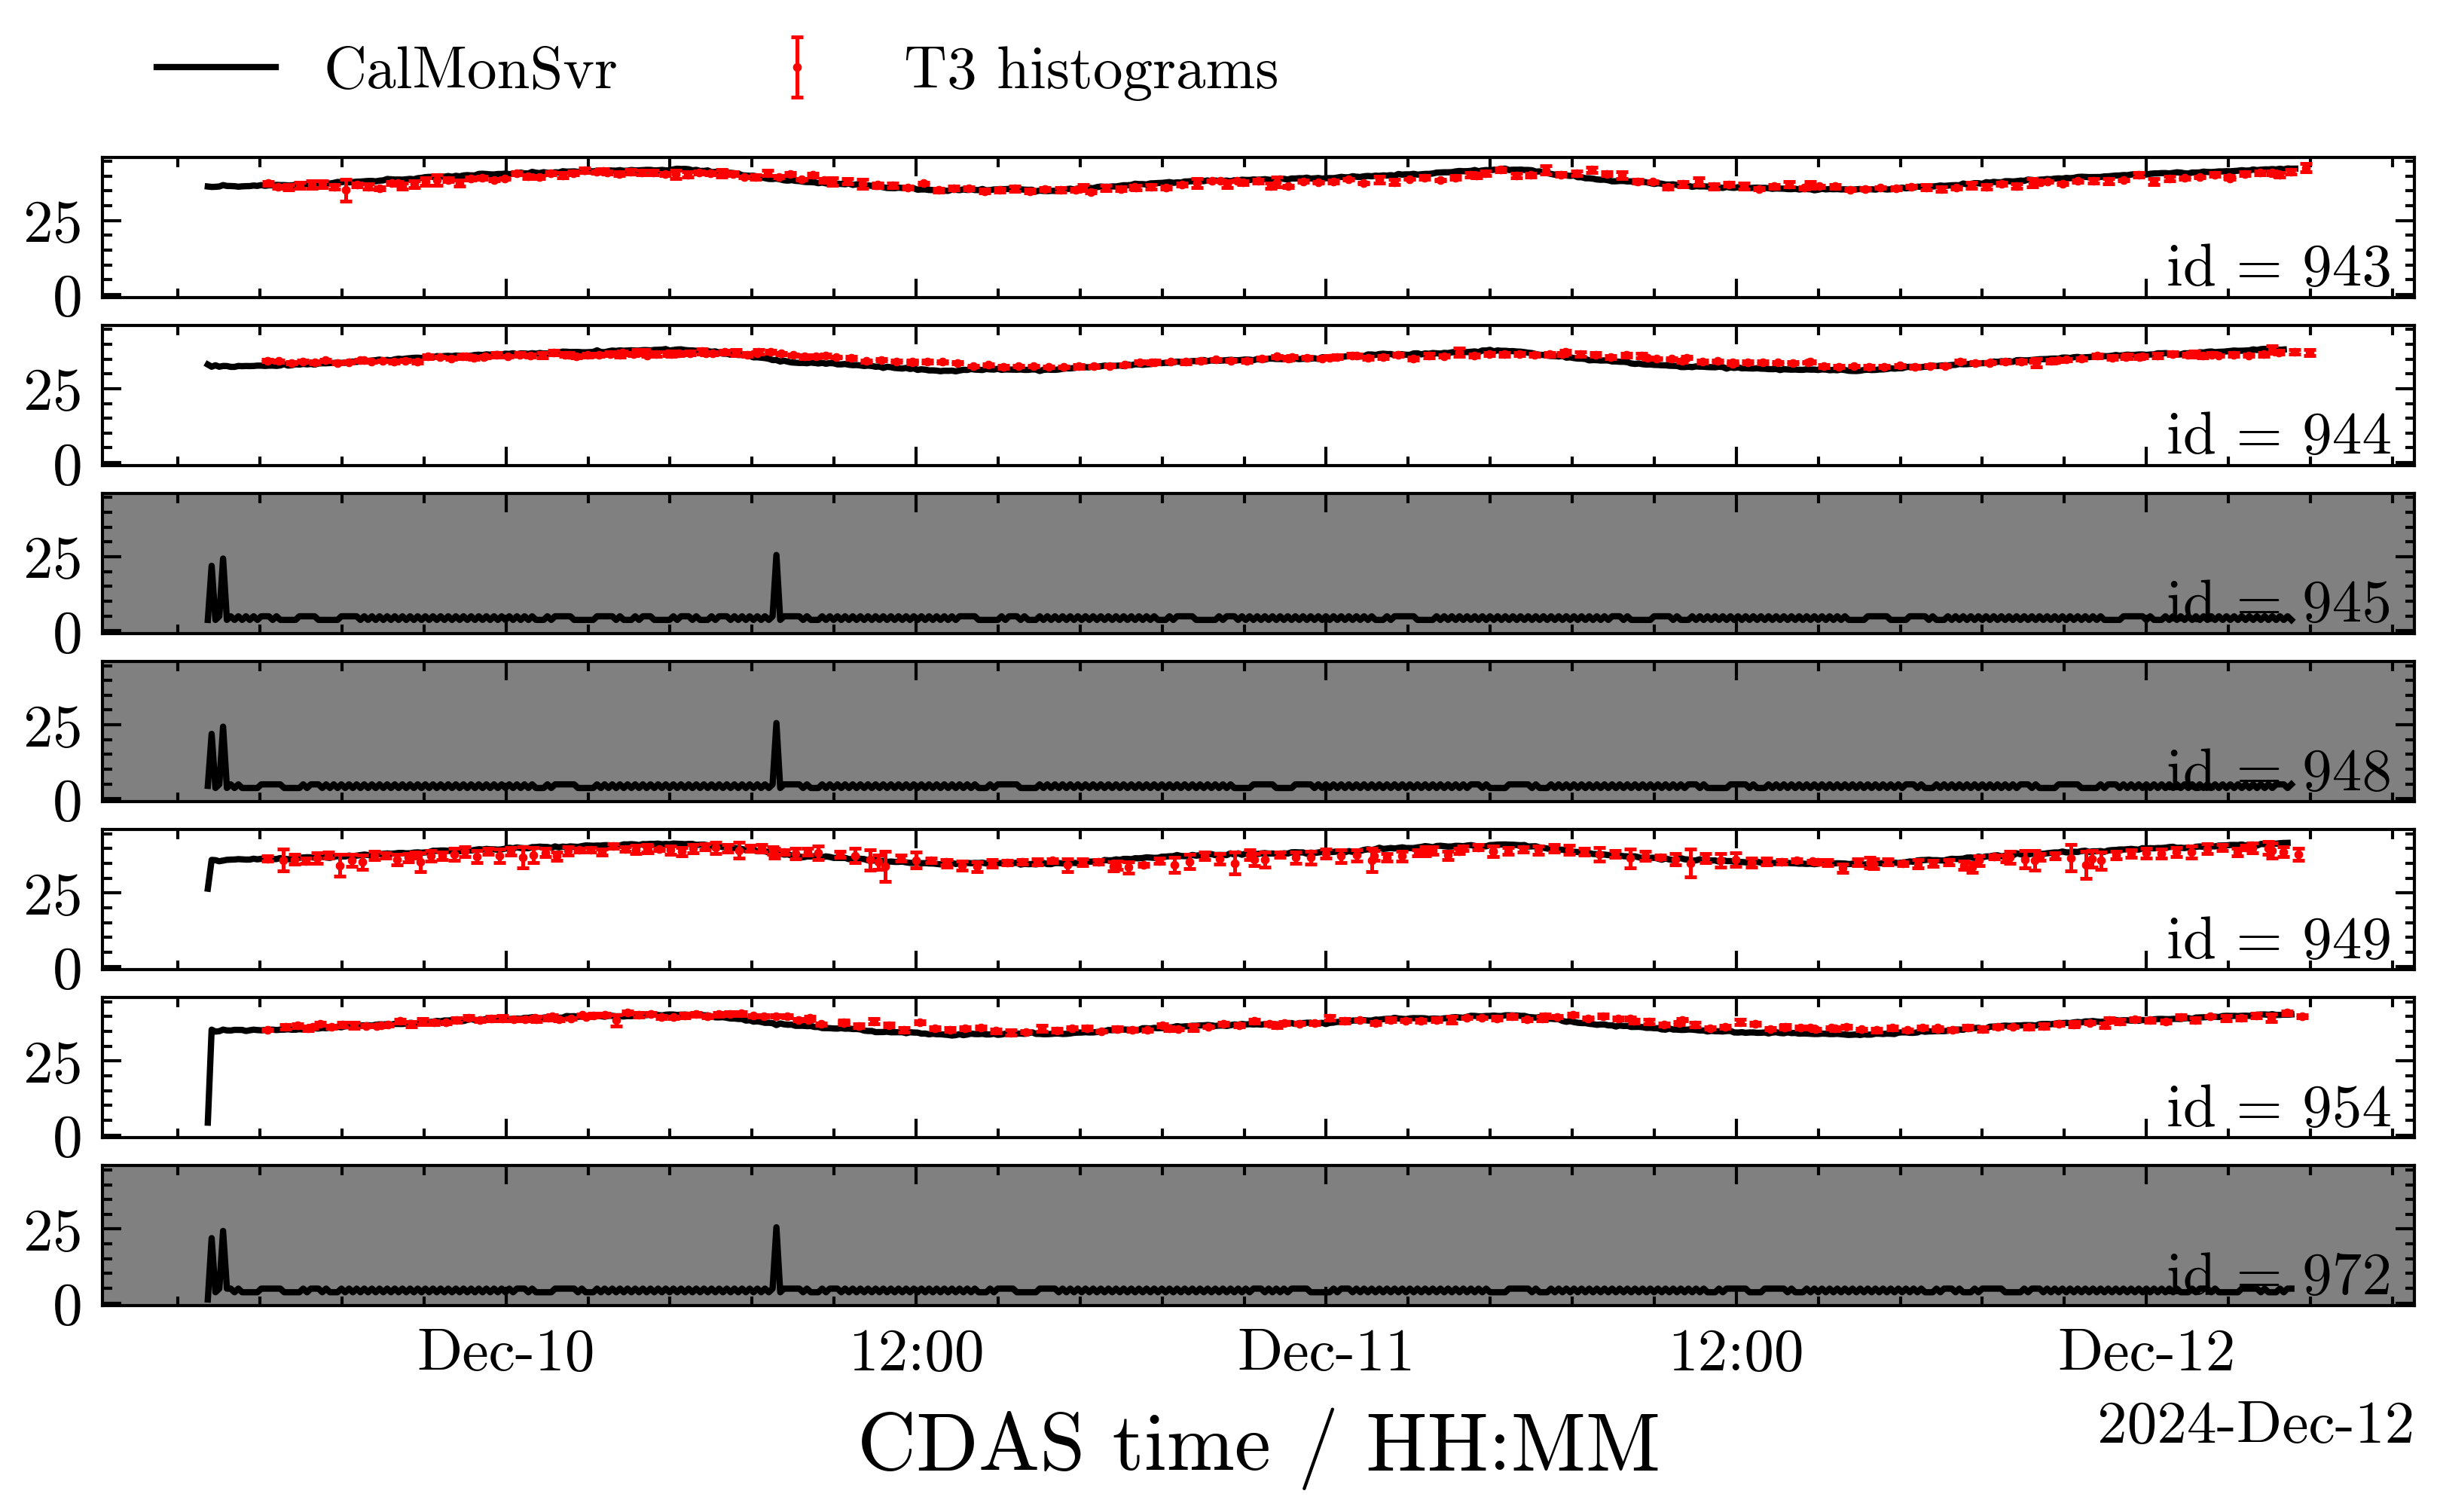 CalMonSvr T3 histograms
25
0
id = 943
25
0
id = 944
25
0
id = 945
25
0
id = 948
25
0
id = 949
25
0
id = 954
25
0
id = 972
Dec-10 12:00 Dec-11 12:00 Dec-12
2024-Dec-12
CDAS time / HH:MM